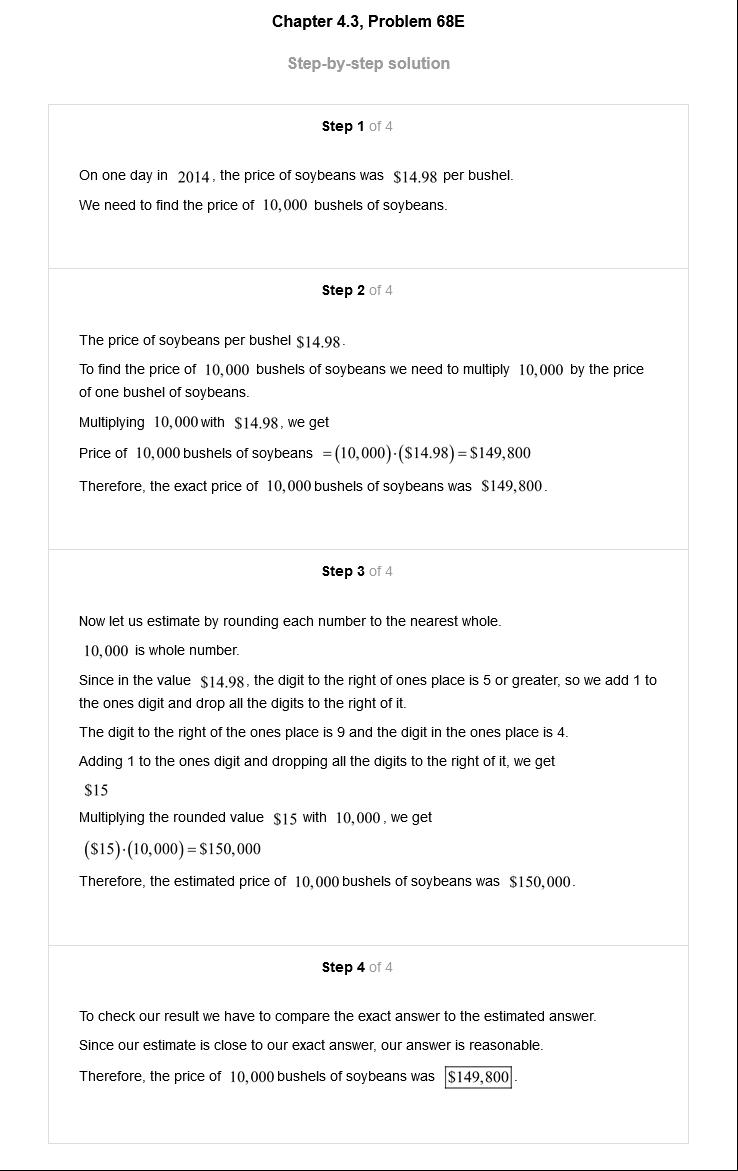 Chapter 4.3, Problem 68E
Step-by-step solution
Step 1 of 4
On one day in 2014, the price of soybeans was $14.98 per bushel.
We need to find the price of 10,000 bushels of soybeans.
Step 2 of 4
The price of soybeans per bushel $14.98.
To find the price of 10,000 bushels of soybeans we need to multiply 10,000 by the price
of one bushel of soybeans.
Multiplying 10,000 with $14.98, we get
Price of 10,000 bushels of soybeans =(10,000)·($14.98)=$149,800
Therefore, the exact price of 10,000 bushels of soybeans was $149,800.
Step 3 of 4
Now let us estimate by rounding each number to the nearest whole.
10,000 is whole number.
Since in the value $14.98, the digit to the right of ones place is 5 or greater, so we add 1 to
the ones digit and drop all the digits to the right of it.
The digit to the right of the ones place is 9 and the digit in the ones place is 4.
Adding 1 to the ones digit and dropping all the digits to the right of it, we get
$15
Multiplying the rounded value $15 with 10,000, we get
($15)·(10,000)=$150,000
Therefore, the estimated price of 10,000 bushels of soybeans was $150,000.
Step 4 of 4
To check our result we have to compare the exact answer to the estimated answer.
Since our estimate is close to our exact answer, our answer is reasonable.
Therefore, the price of 10,000 bushels of soybeans was $149,800.